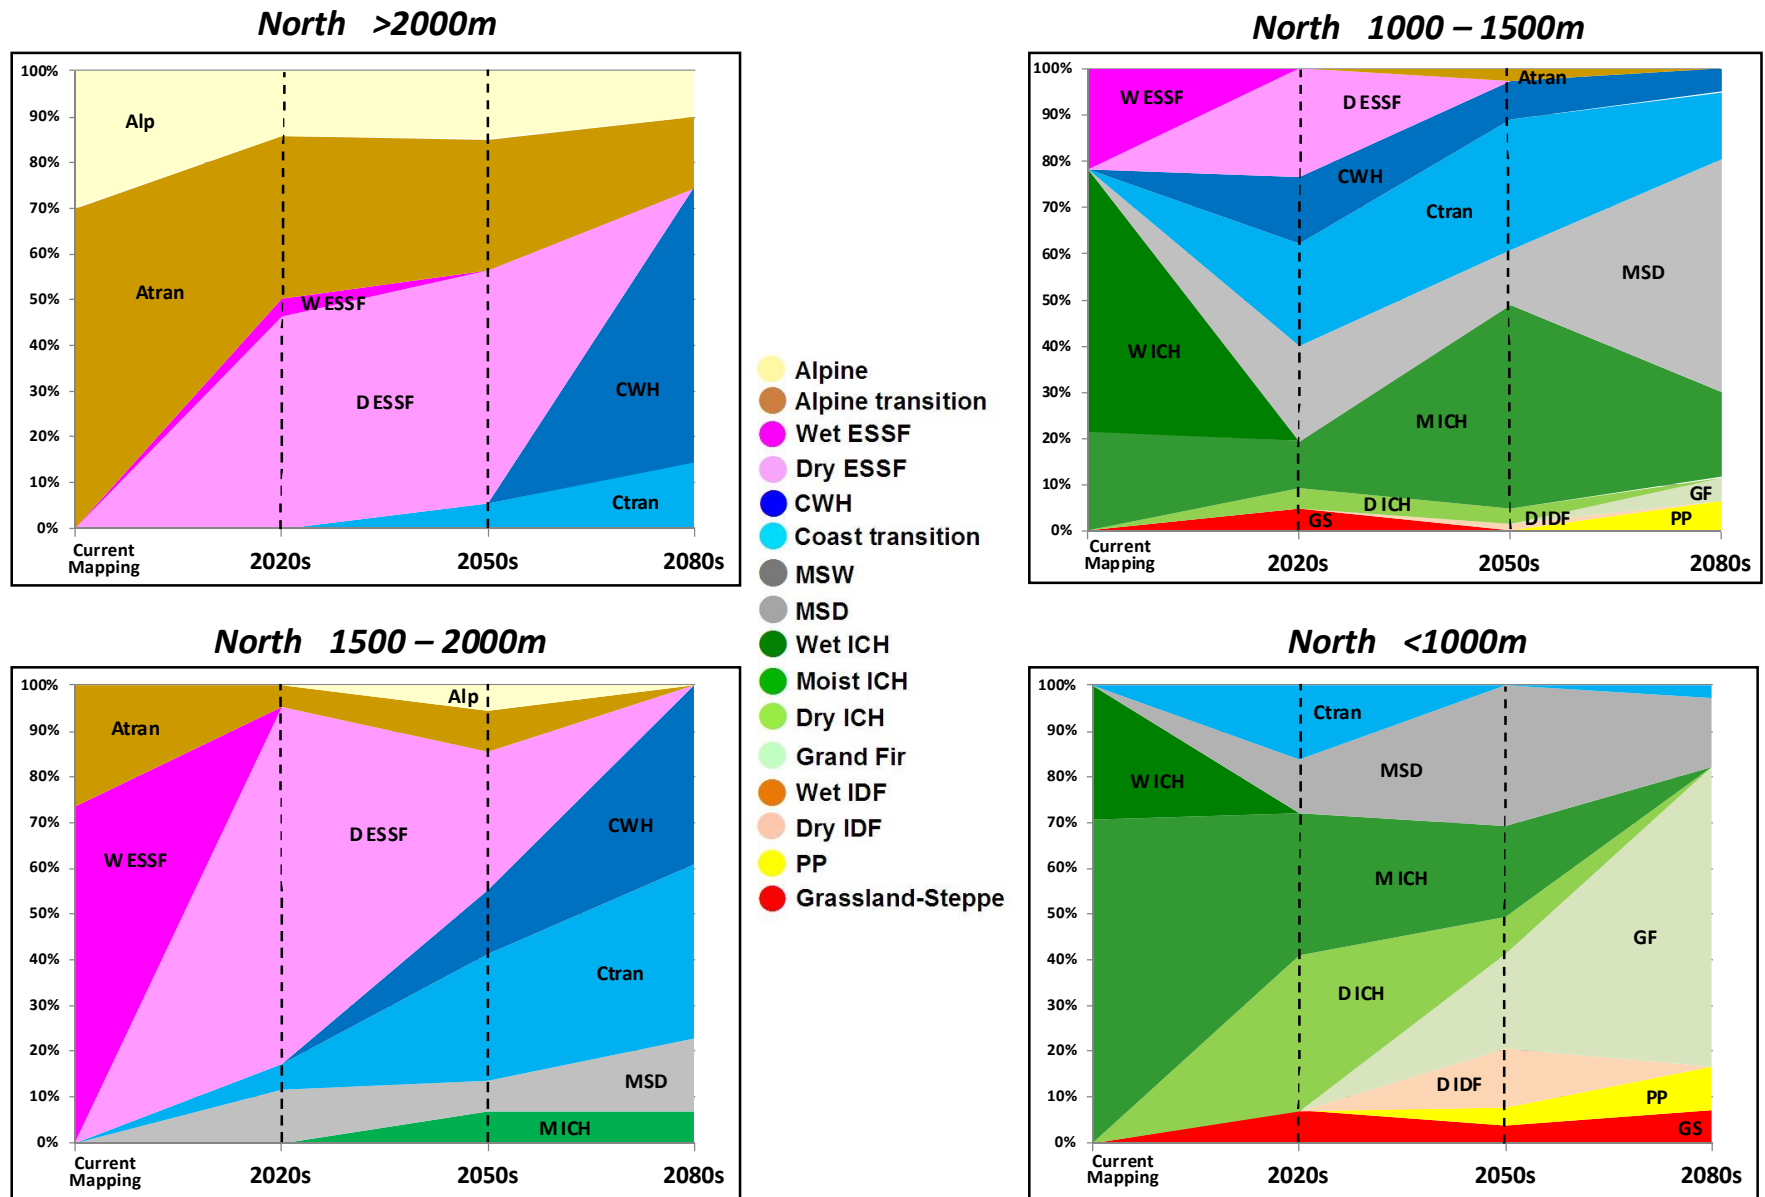 North >2000m
100%
90%
80%
70%
60%
50%
40%
30%
20%
10%
0%
Alp
Atran
W ESSF
D ESSF
CWH
Ctran
Current
Mapping
2020s
2050s
2080s
North 1000 – 1500m
100%
90%
80%
70%
60%
50%
40%
30%
20%
10%
0%
W ESSF
D ESSF
Atran
CWH
Ctran
MSD
W ICH
M ICH
D ICH
GS
D IDF
GF
PP
Current
Mapping
2020s
2050s
2080s
Alpine
Alpine transition
Wet ESSF
Dry ESSF
CWH
Coast transition
MSW
MSD
Wet ICH
Moist ICH
Dry ICH
Grand Fir
Wet IDF
Dry IDF
PP
Grassland-Steppe
North 1500 – 2000m
100%
90%
80%
70%
60%
50%
40%
30%
20%
10%
0%
Atran
Alp
W ESSF
D ESSF
CWH
Ctran
MSD
M ICH
Current
Mapping
2020s
2050s
2080s
North <1000m
100%
90%
80%
70%
60%
50%
40%
30%
20%
10%
0%
Ctran
W ICH
MSD
M ICH
D ICH
GF
D IDF
PP
GS
Current
Mapping
2020s
2050s
2080s